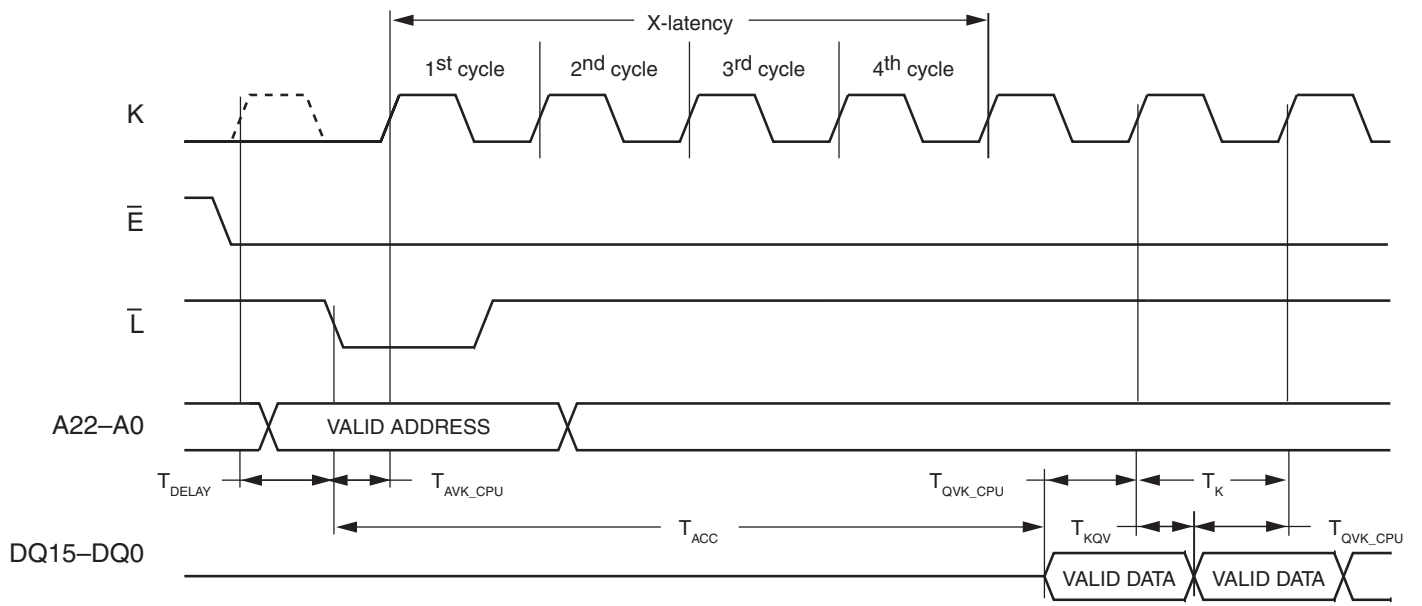 X-latency
1st cycle 2nd cycle 3rd cycle 4th cycle
K
E̅
L̅
A22–A0 VALID ADDRESS
TDELAY TAVK_CPU TQVK_CPU TK
TACC TKQV TQVK_CPU
DQ15–DQ0 VALID DATA VALID DATA